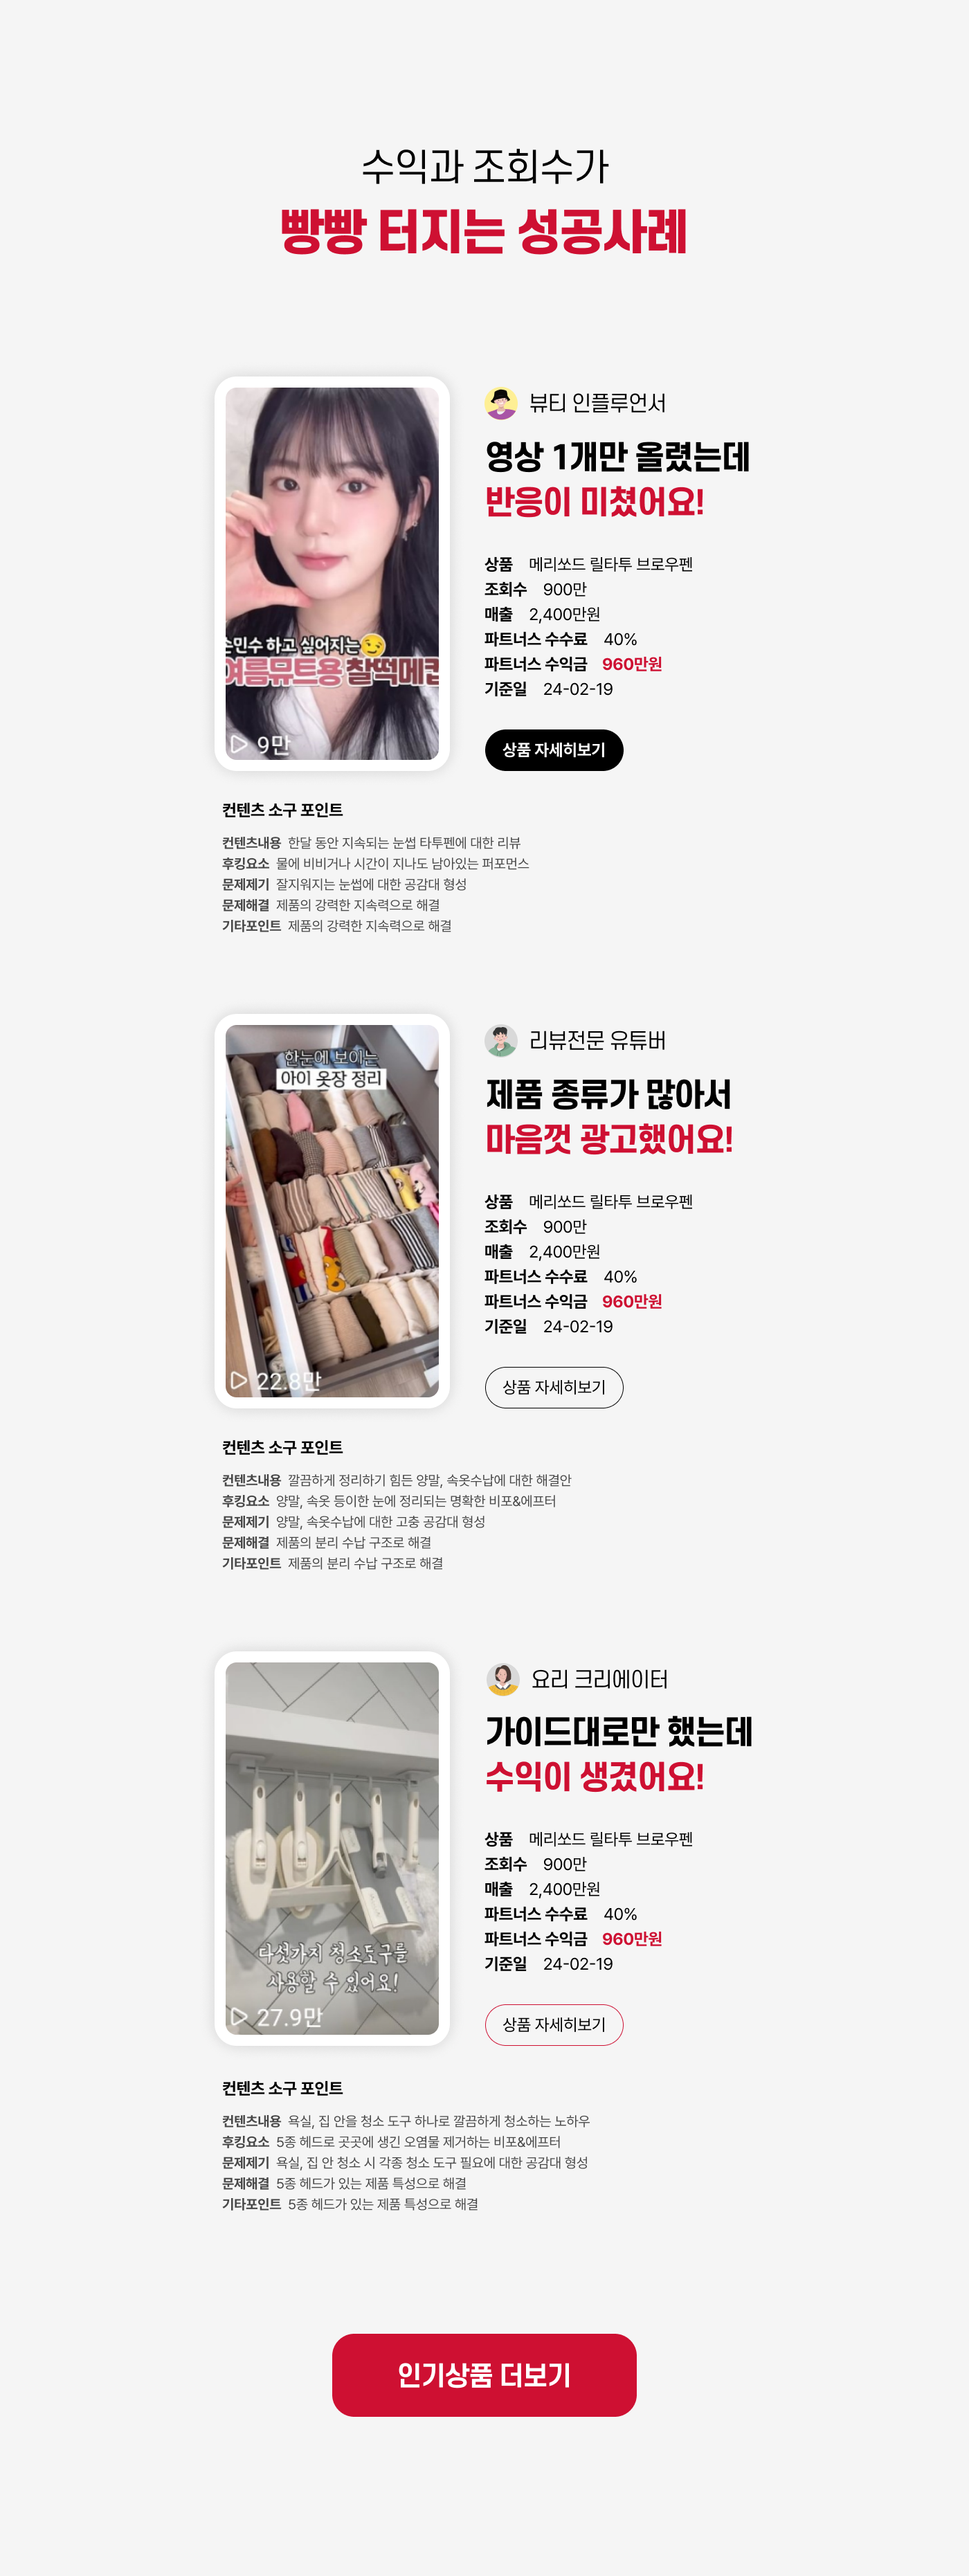 수익과 조회수가
빵빵 터지는 성공사례
손민수 하고 싶어지는
여름뮤트용 찰떡메컵
9만
뷰티 인플루언서
영상 1개만 올렸는데
반응이 미쳤어요!
상품 메리쏘드 릴타투 브로우펜
조회수 900만
매출 2,400만원
파트너스 수수료 40%
파트너스 수익금 960만원
기준일 24-02-19
상품 자세히보기
컨텐츠 소구 포인트
컨텐츠내용 한달 동안 지속되는 눈썹 타투펜에 대한 리뷰
후킹요소 물에 비비거나 시간이 지나도 남아있는 퍼포먼스
문제제기 잘지워지는 눈썹에 대한 공감대 형성
문제해결 제품의 강력한 지속력으로 해결
기타포인트 제품의 강력한 지속력으로 해결
한눈에 보이는
아이 옷장 정리
22.8만
리뷰전문 유튜버
제품 종류가 많아서
마음껏 광고했어요!
상품 메리쏘드 릴타투 브로우펜
조회수 900만
매출 2,400만원
파트너스 수수료 40%
파트너스 수익금 960만원
기준일 24-02-19
상품 자세히보기
컨텐츠 소구 포인트
컨텐츠내용 깔끔하게 정리하기 힘든 양말, 속옷수납에 대한 해결안
후킹요소 양말, 속옷 등이한 눈에 정리되는 명확한 비포&에프터
문제제기 양말, 속옷수납에 대한 고충 공감대 형성
문제해결 제품의 분리 수납 구조로 해결
기타포인트 제품의 분리 수납 구조로 해결
다섯가지 청소도구를
사용할 수 있어요!
27.9만
요리 크리에이터
가이드대로만 했는데
수익이 생겼어요!
상품 메리쏘드 릴타투 브로우펜
조회수 900만
매출 2,400만원
파트너스 수수료 40%
파트너스 수익금 960만원
기준일 24-02-19
상품 자세히보기
컨텐츠 소구 포인트
컨텐츠내용 욕실, 집 안을 청소 도구 하나로 깔끔하게 청소하는 노하우
후킹요소 5종 헤드로 곳곳에 생긴 오염물 제거하는 비포&에프터
문제제기 욕실, 집 안 청소 시 각종 청소 도구 필요에 대한 공감대 형성
문제해결 5종 헤드가 있는 제품 특성으로 해결
기타포인트 5종 헤드가 있는 제품 특성으로 해결
인기상품 더보기